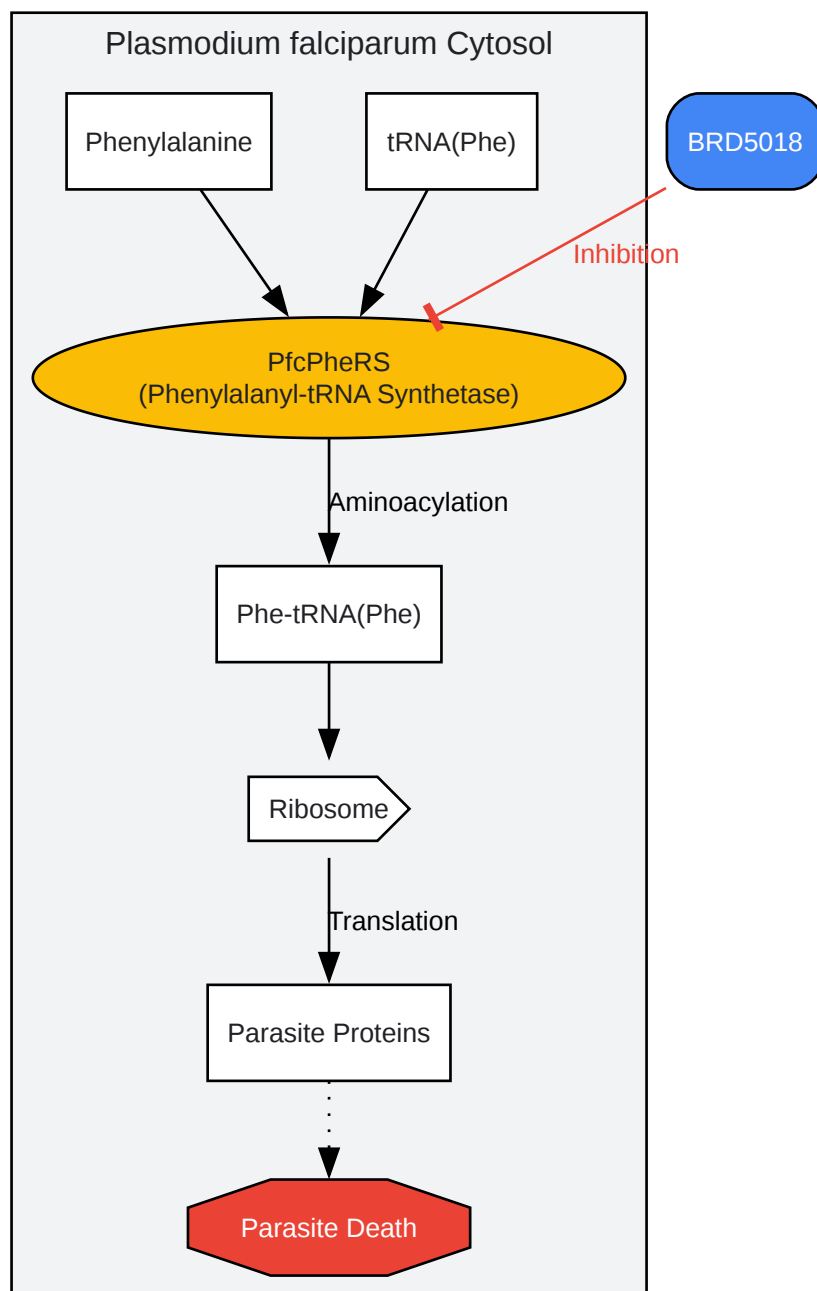 Plasmodium falciparum Cytosol
Phenylalanine
tRNA(Phe)
BRD5018
Inhibition
PfcPheRS
(Phenylalanyl-tRNA Synthetase)
Aminoacylation
Phe-tRNA(Phe)
Ribosome
Translation
Parasite Proteins
Parasite Death